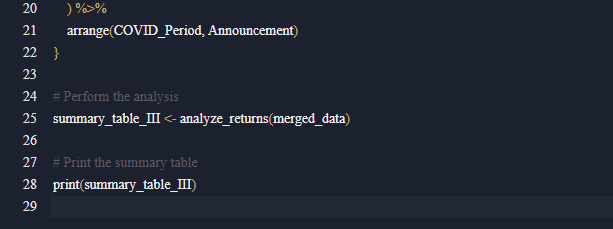 20 ) %>%
21 arrange(COVID_Period, Announcement)
22 }
23
24 # Perform the analysis
25 summary_table_III <- analyze_returns(merged_data)
26
27 # Print the summary table
28 print(summary_table_III)
29